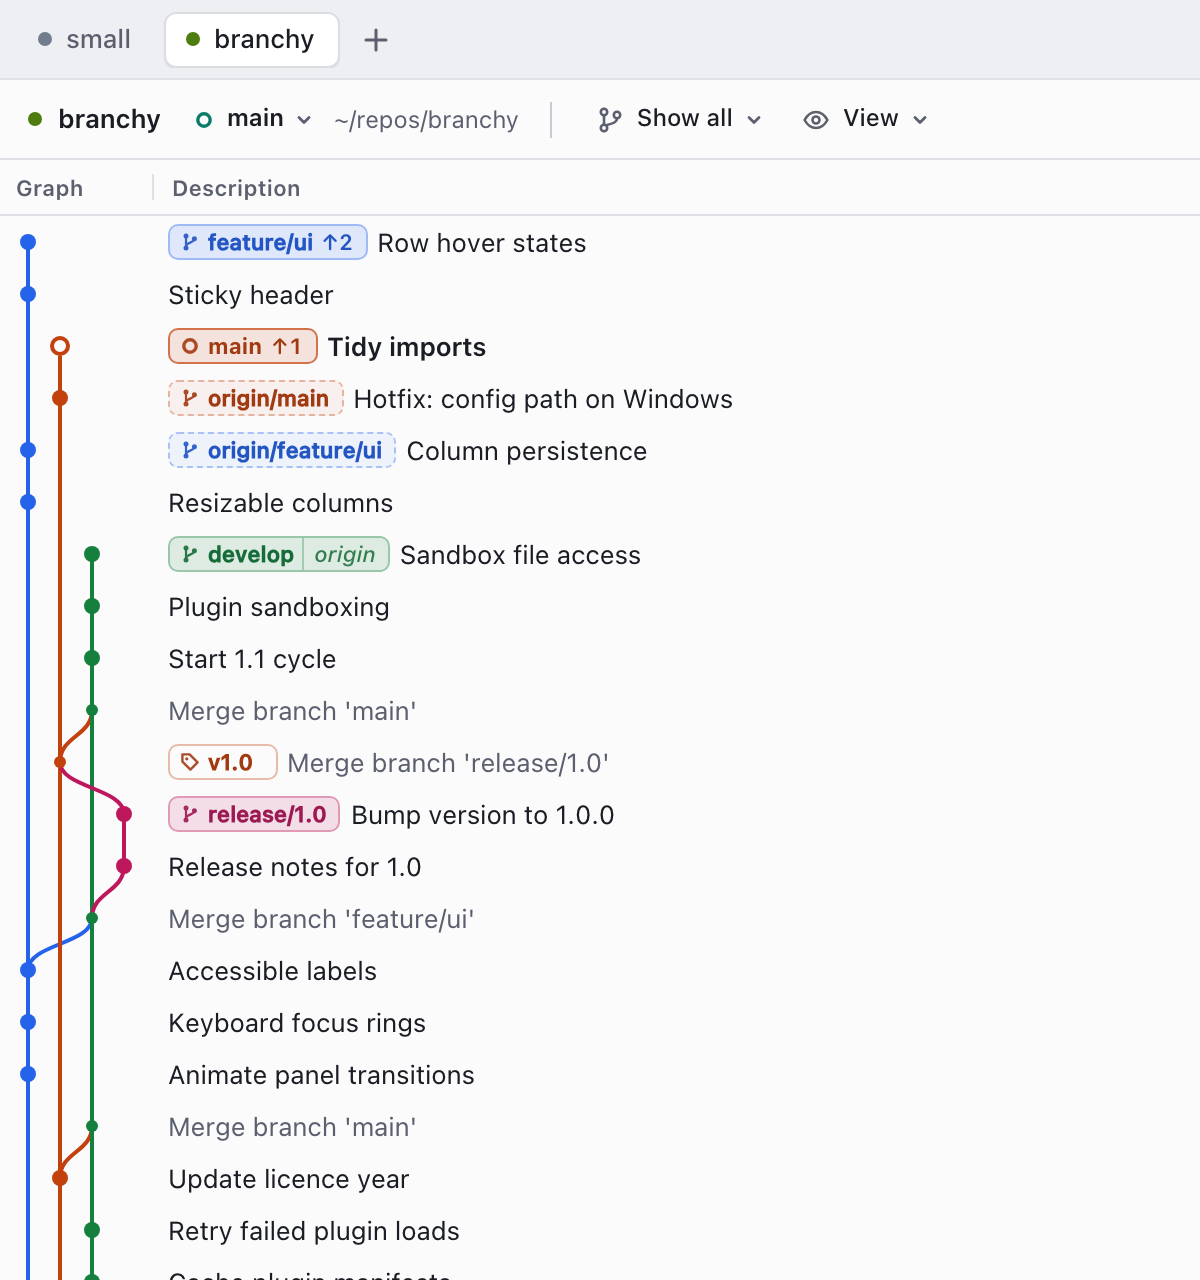 small branchy +
branchy main ~/repos/branchy Show all View
Graph Description
feature/ui ↑2 Row hover states
Sticky header
main ↑1 Tidy imports
origin/main Hotfix: config path on Windows
origin/feature/ui Column persistence
Resizable columns
develop origin Sandbox file access
Plugin sandboxing
Start 1.1 cycle
Merge branch 'main'
v1.0 Merge branch 'release/1.0'
release/1.0 Bump version to 1.0.0
Release notes for 1.0
Merge branch 'feature/ui'
Accessible labels
Keyboard focus rings
Animate panel transitions
Merge branch 'main'
Update licence year
Retry failed plugin loads
Cache plugin manifests